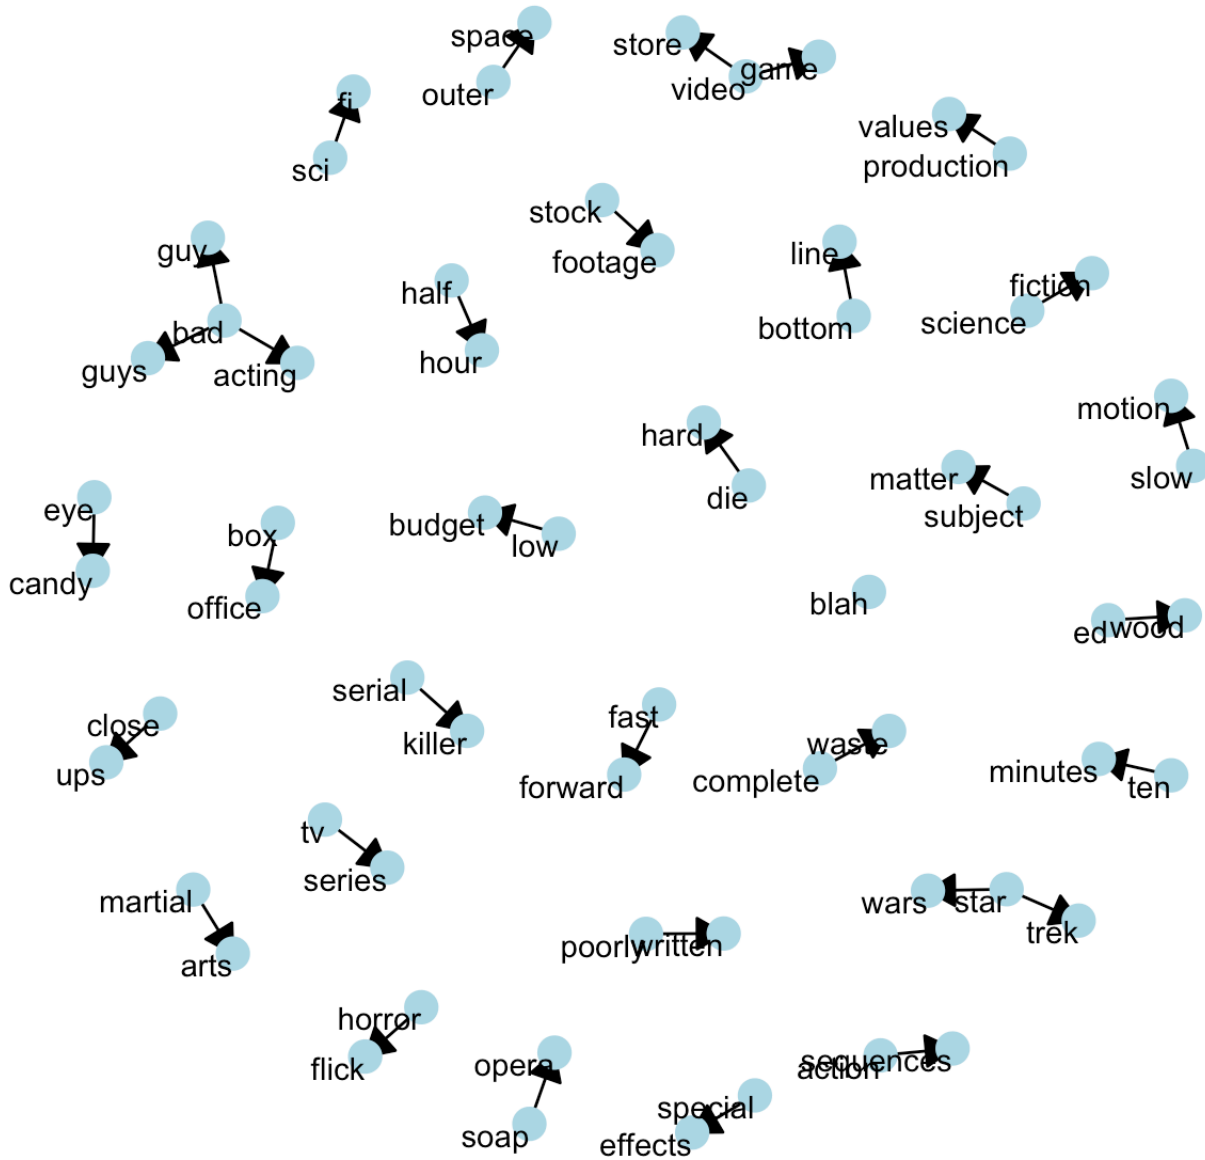 space
store
game
outer
video
fi
values
production
sci
stock
guy
line
footage
fiction
half
bad
bottom
science
hour
guys
acting
motion
hard
matter
slow
die
eye
subject
budget
box
low
candy
blah
office
ed
wood
serial
fast
close
waste
killer
minutes
ups
complete
forward
ten
tv
series
martial
wars
star
trek
poorly
written
arts
horror
sequences
opera
action
flick
special
soap
effects